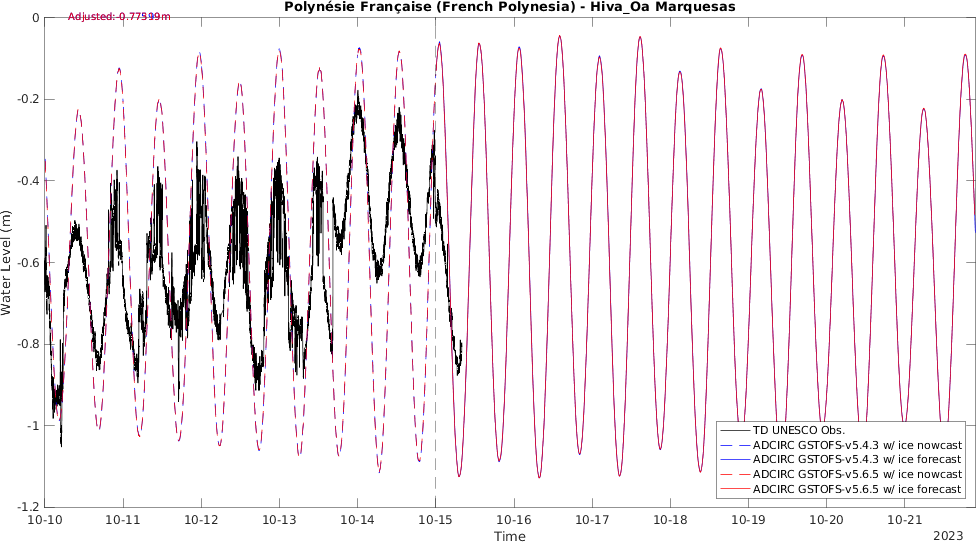 Polynésie Française (French Polynesia) - Hiva_Oa Marquesas
0
-0.2
-0.4
-0.6
-0.8
-1
-1.2
Water Level (m)
TD UNESCO Obs.
ADCIRC GSTOFS-v5.4.3 w/ ice nowcast
ADCIRC GSTOFS-v5.4.3 w/ ice forecast
ADCIRC GSTOFS-v5.6.5 w/ ice nowcast
ADCIRC GSTOFS-v5.6.5 w/ ice forecast
10-10 10-11 10-12 10-13 10-14 10-15 10-16 10-17 10-18 10-19 10-20 10-21
Time
2023